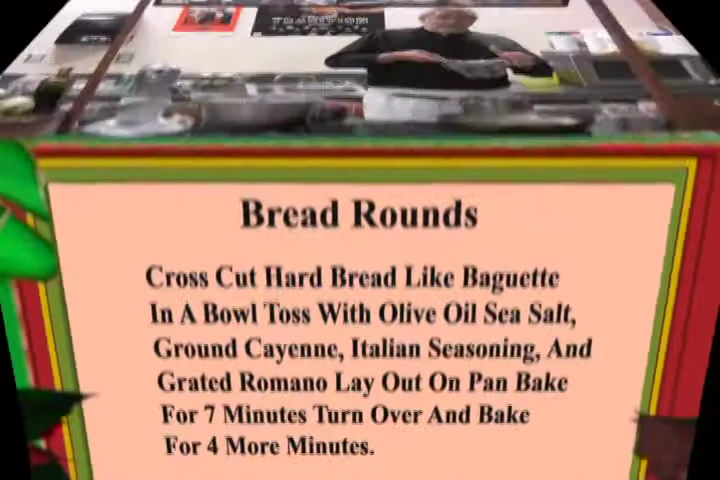 Bread Rounds
Cross Cut Hard Bread Like Baguette
In A Bowl Toss With Olive Oil Sea Salt,
Ground Cayenne, Italian Seasoning, And
Grated Romano Lay Out On Pan Bake
For 7 Minutes Turn Over And Bake
For 4 More Minutes.